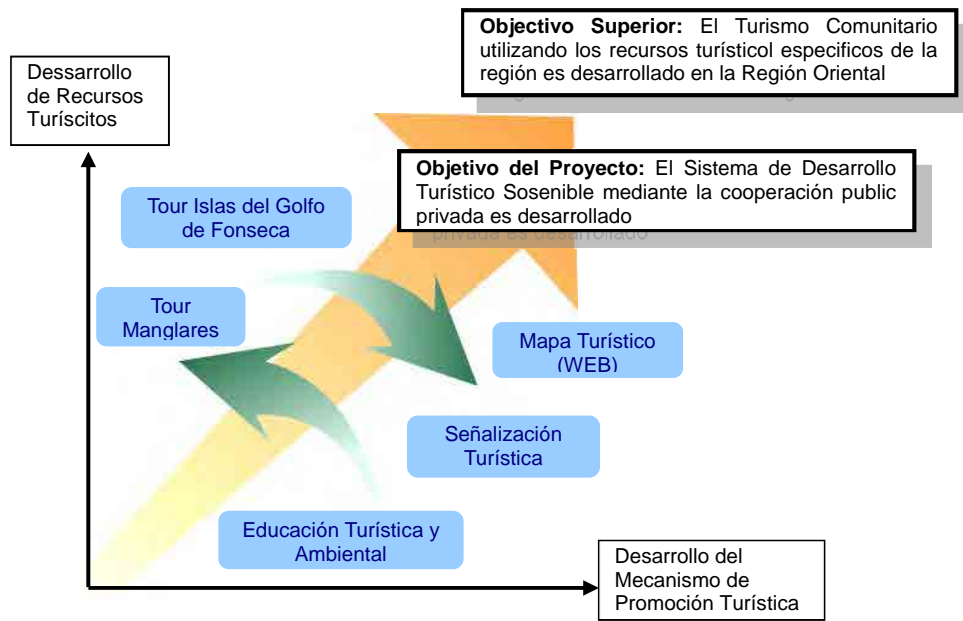 Objectivo Superior: El Turismo Comunitario
utilizando los recursos turísticol especificos de la
región es desarrollado en la Región Oriental
Dessarrollo
de Recursos
Turíscitos
Objetivo del Proyecto: El Sistema de Desarrollo
Turístico Sosenible mediante la cooperación public
privada es desarrollado
privada es desarrollado
Tour Islas del Golfo
de Fonseca
Tour
Manglares
Mapa Turístico
(WEB)
Señalización
Turística
Educación Turística y
Ambiental
Desarrollo del
Mecanismo de
Promoción Turística